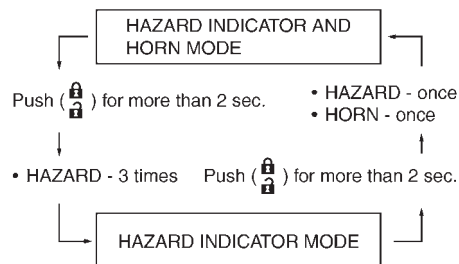 HAZARD INDICATOR AND
HORN MODE
Push (🔒🔓) for more than 2 sec.
• HAZARD - once
• HORN - once
• HAZARD - 3 times
Push (🔒🔓) for more than 2 sec.
HAZARD INDICATOR MODE